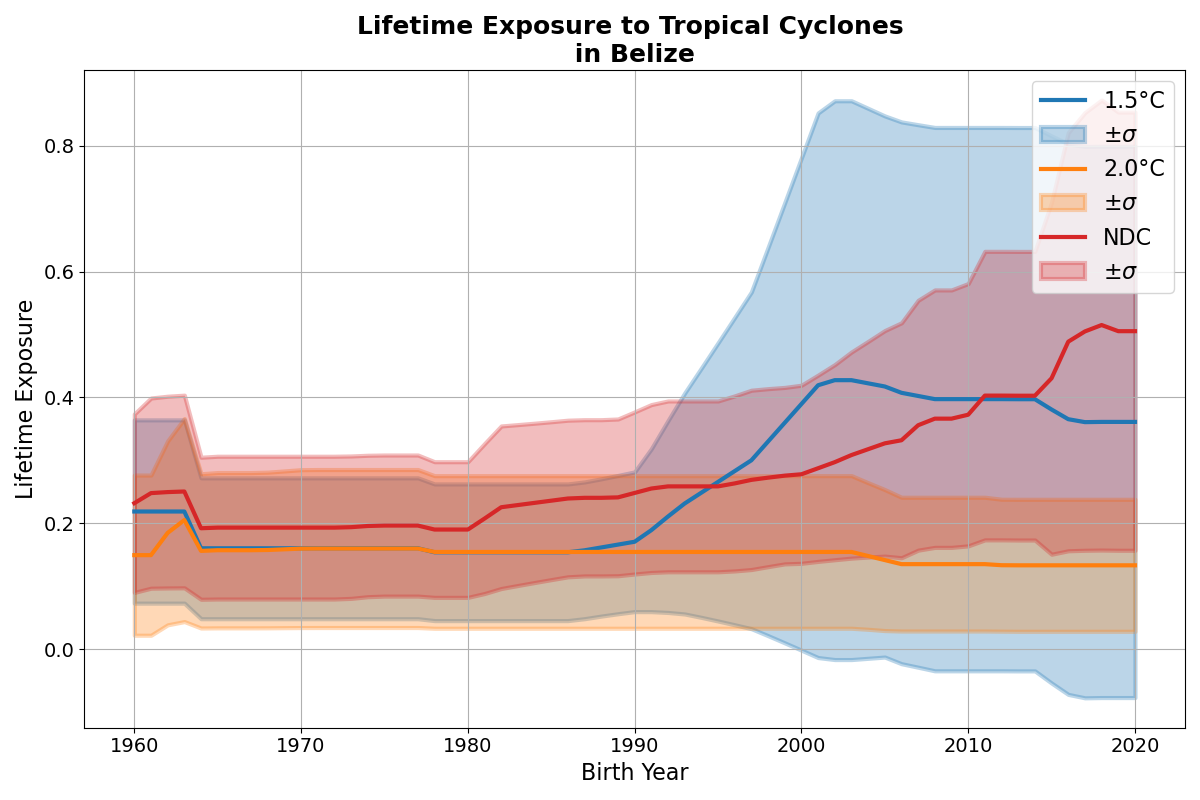 Lifetime Exposure to Tropical Cyclones
in Belize
Lifetime Exposure
0.8
0.6
0.4
0.2
0.0
1.5°C
±σ
2.0°C
±σ
NDC
±σ
1960 1970 1980 1990 2000 2010 2020
Birth Year